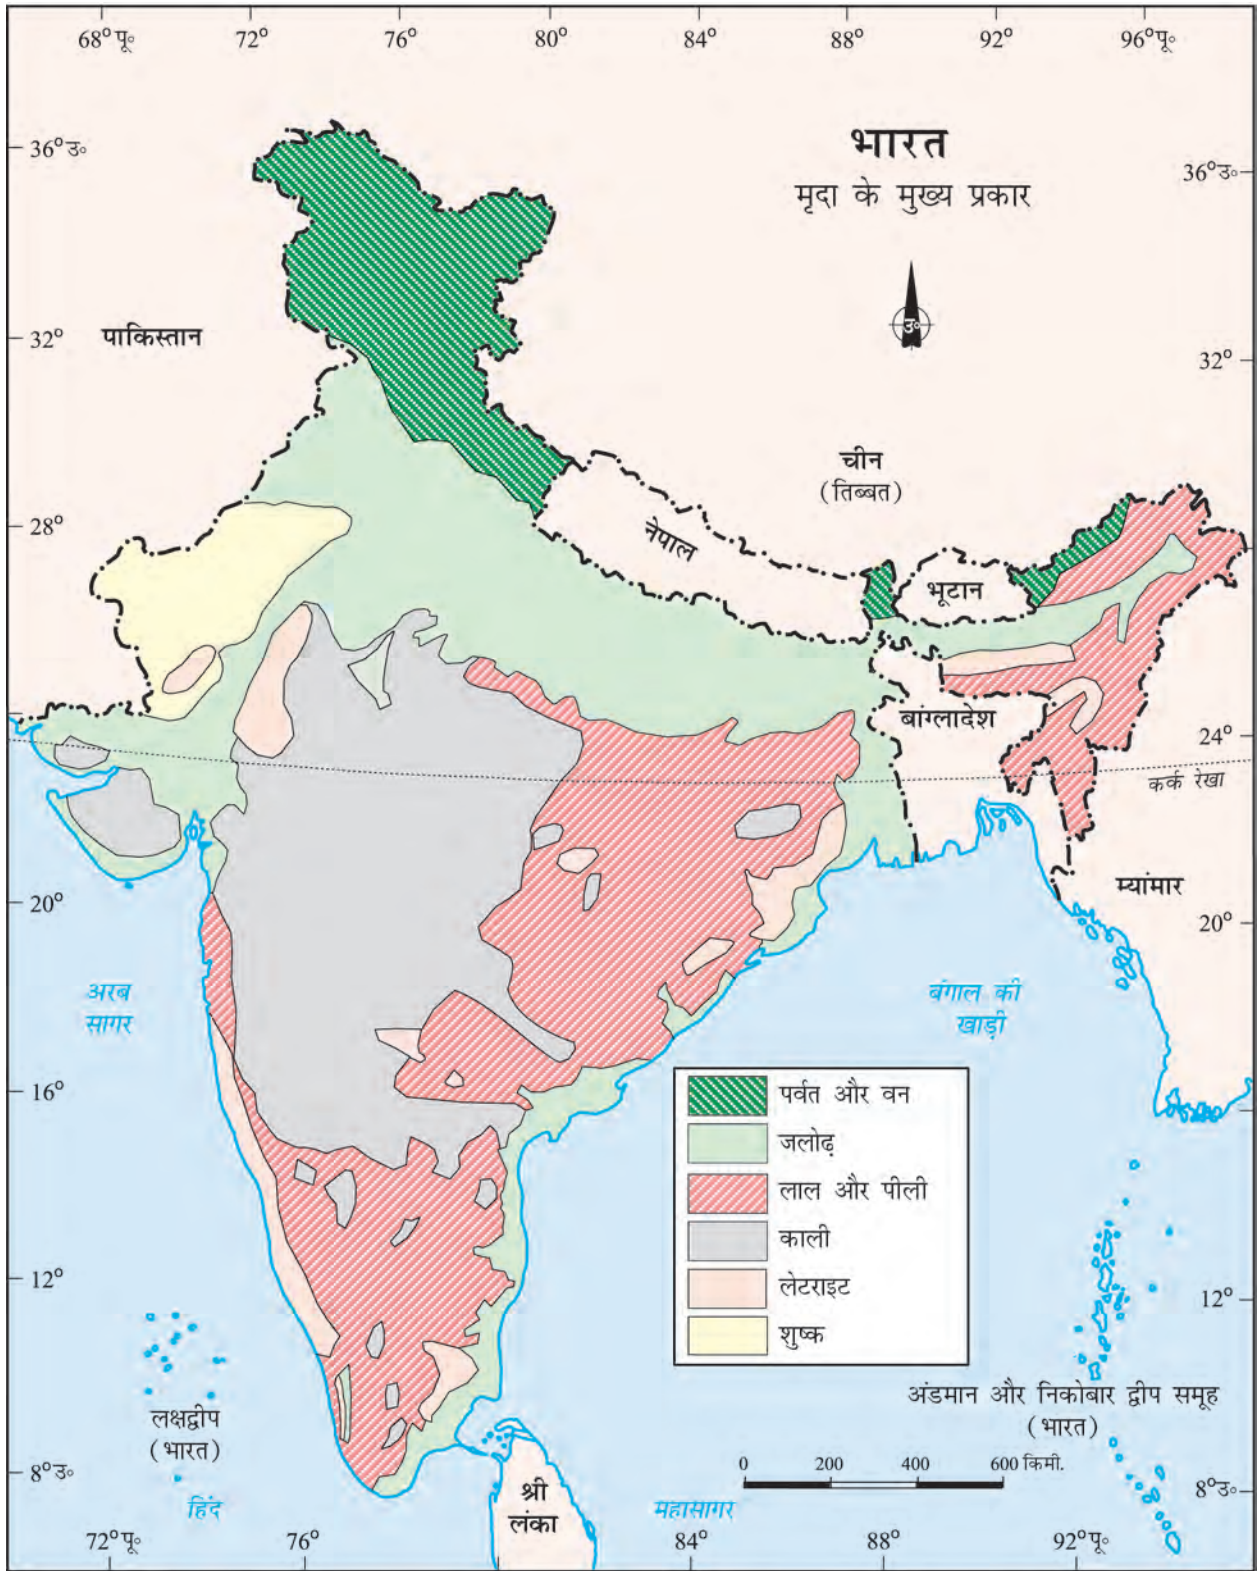 68°पू॰ 72° 76° 80° 84° 88° 92° 96°पू॰
भारत
मृदा के मुख्य प्रकार
36°उ॰
36°उ॰
उ॰
पाकिस्तान
32°
32°
चीन
(तिब्बत)
28°
नेपाल
भूटान
बांग्लादेश
24°
कर्क रेखा
म्यांमार
20°
20°
अरब
सागर
बंगाल की
खाड़ी
16°
पर्वत और वन
जलोढ़
लाल और पीली
काली
लेटराइट
शुष्क
12°
12°
अंडमान और निकोबार द्वीप समूह
(भारत)
लक्षद्वीप
(भारत)
0 200 400 600 किमी.
8°उ॰
8°उ॰
श्री
लंका
हिंद
महासागर
72°पू॰ 76° 84° 88° 92°पू॰